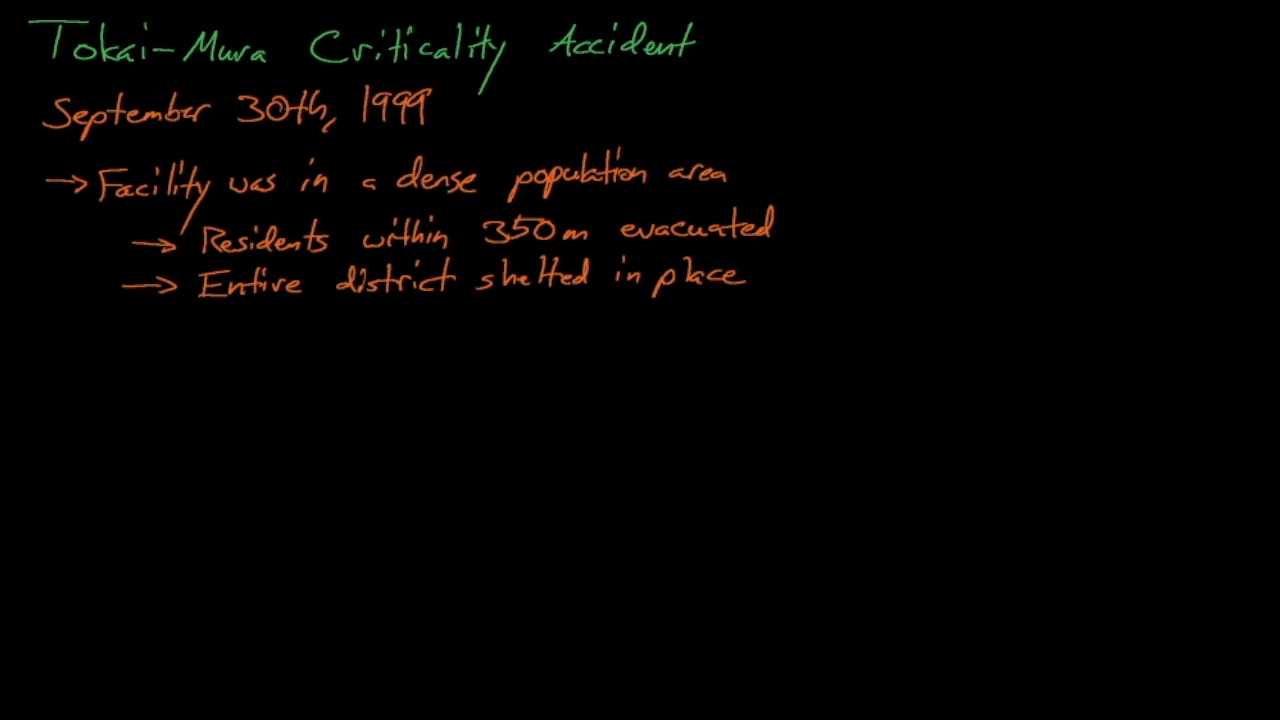 Tokai-Mura Criticality Accident
September 30th, 1999
→ Facility was in a dense population area
→ Residents within 350m evacuated
→ Entire district shelted in place